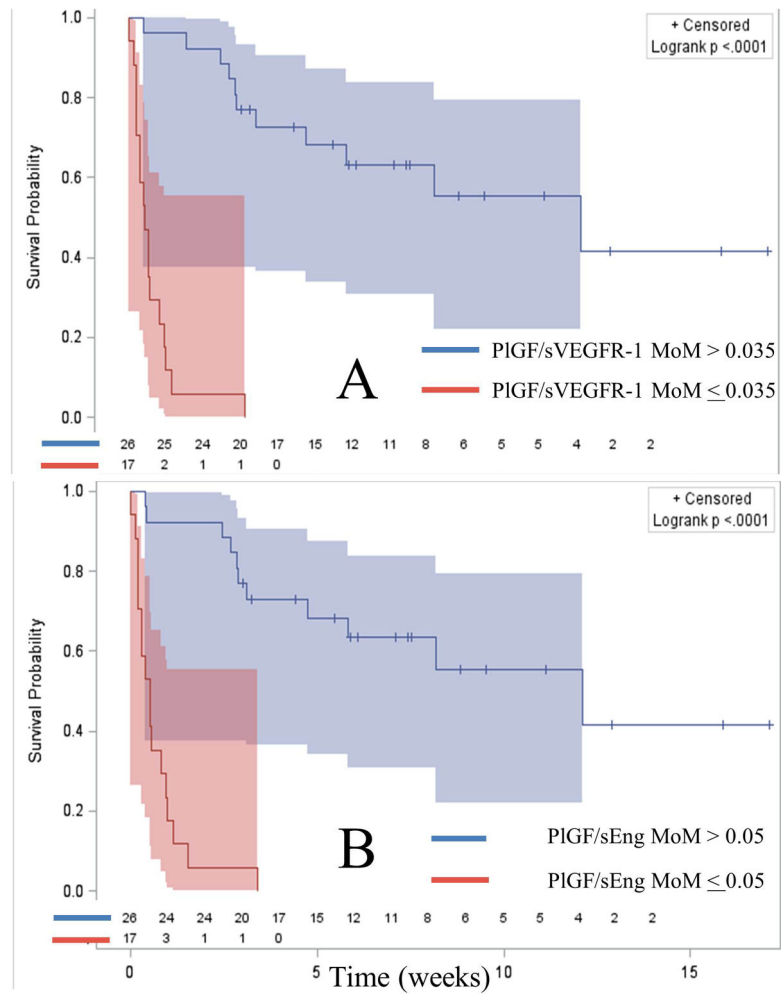 1.0
+ Censored
Logrank p <.0001
0.8
0.6
Survival Probability
0.4
PlGF/sVEGFR-1 MoM > 0.035
0.2
A
PlGF/sVEGFR-1 MoM ≤ 0.035
0.0
26 25 24 20 17 15 12 11 8 6 5 5 4 2 2
17 2 1 1 0
1.0
+ Censored
Logrank p <.0001
0.8
0.6
Survival Probability
0.4
0.2
B
PlGF/sEng MoM > 0.05
PlGF/sEng MoM ≤ 0.05
0.0
26 24 24 20 17 15 12 11 8 6 5 5 4 2 2
17 3 1 1 0
0 5 10 15
Time (weeks)